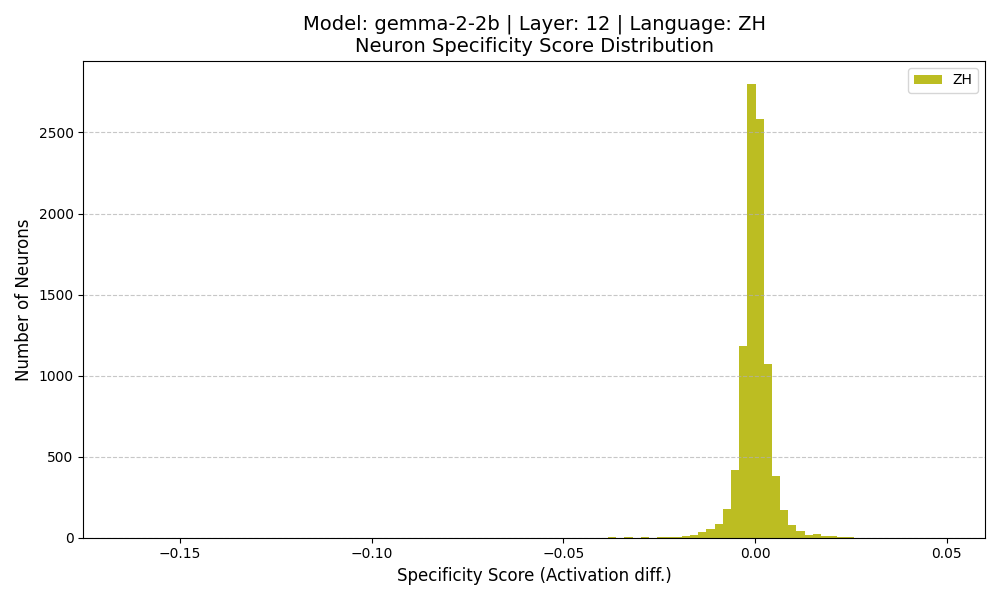 Model: gemma-2-2b | Layer: 12 | Language: ZH
Neuron Specificity Score Distribution
ZH
Number of Neurons
2500
2000
1500
1000
500
0
−0.15
−0.10
−0.05
0.00
0.05
Specificity Score (Activation diff.)